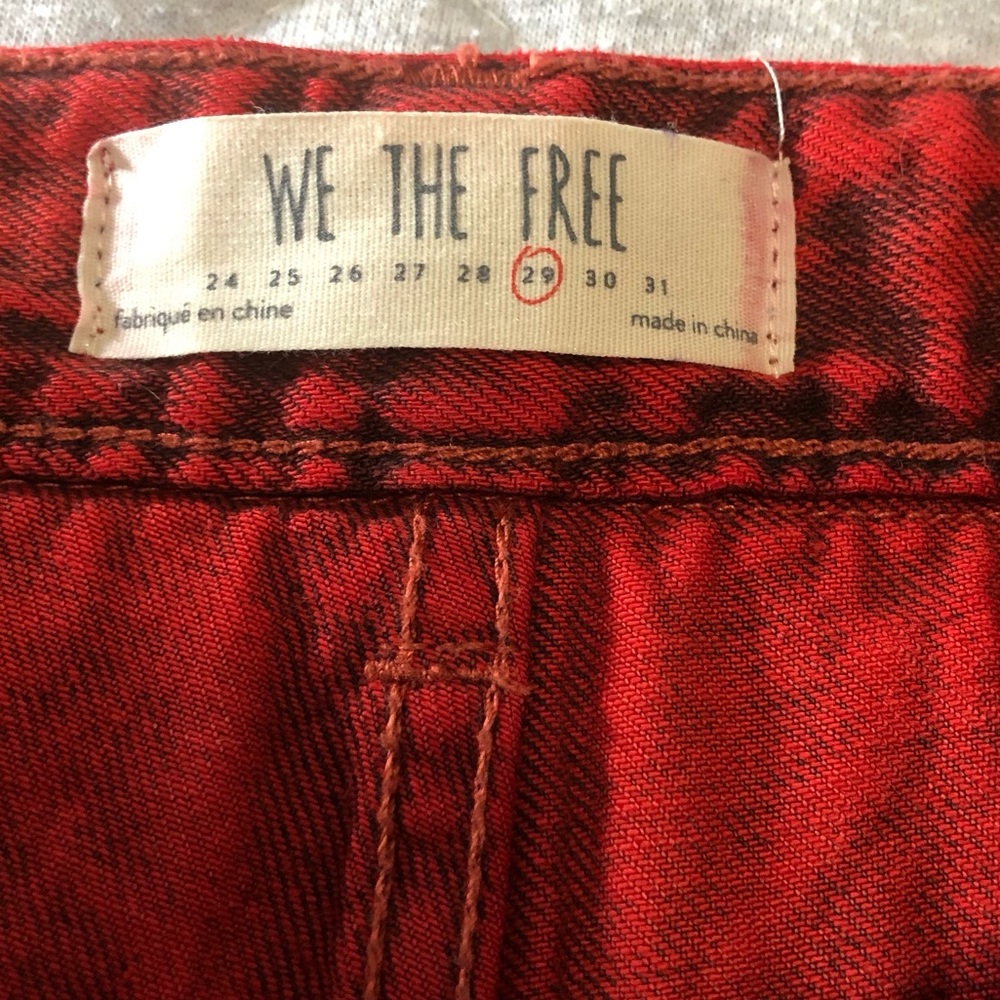 WE THE FREE
24 25 26 27 28 29 30 31
fabriqué en chine
made in china